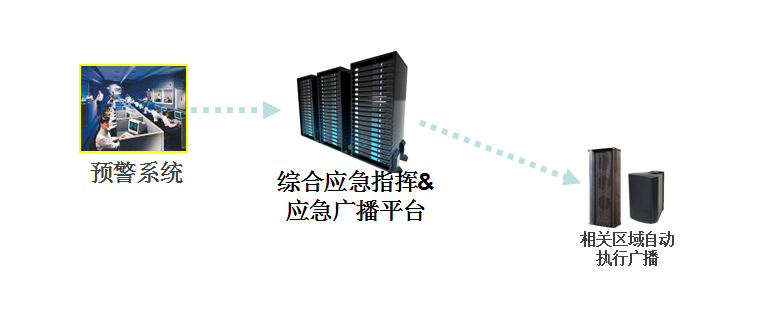 预警系统
综合应急指挥&
应急广播平台
相关区域自动
执行广播